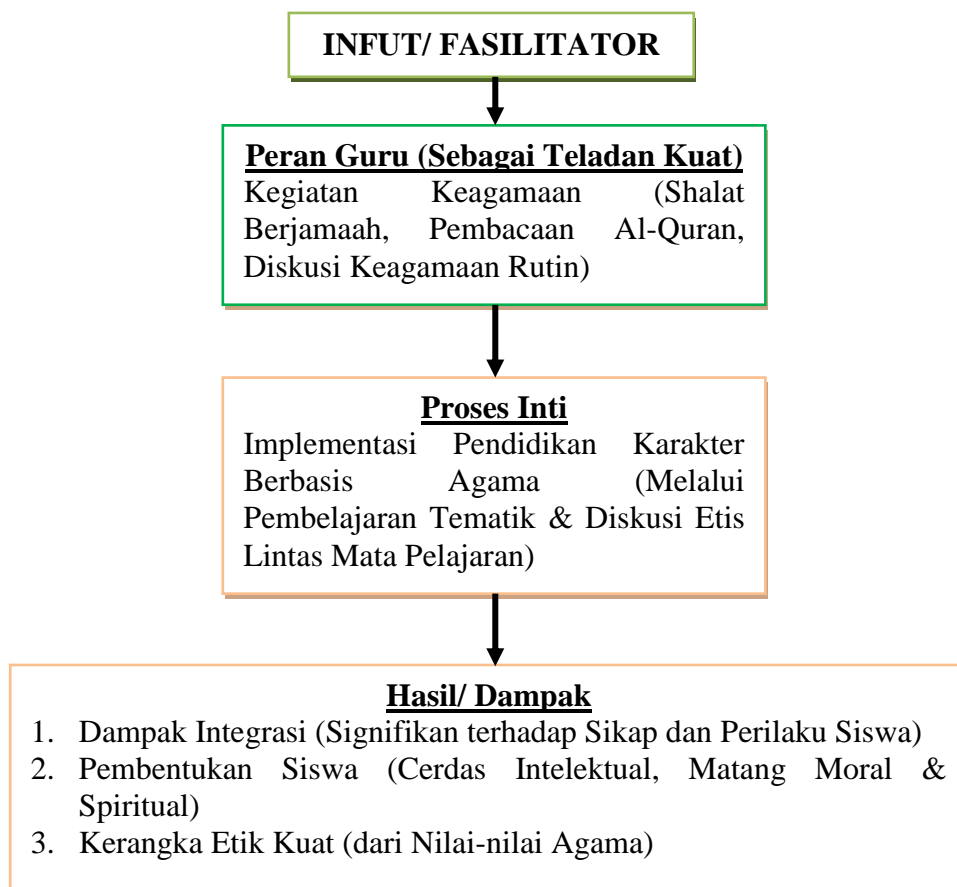 INFUT/ FASILITATOR
Peran Guru (Sebagai Teladan Kuat)
Kegiatan Keagamaan (Shalat
Berjamaah, Pembacaan Al-Quran,
Diskusi Keagamaan Rutin)
Proses Inti
Implementasi Pendidikan Karakter
Berbasis Agama (Melalui
Pembelajaran Tematik & Diskusi Etis
Lintas Mata Pelajaran)
Hasil/ Dampak
1. Dampak Integrasi (Signifikan terhadap Sikap dan Perilaku Siswa)
2. Pembentukan Siswa (Cerdas Intelektual, Matang Moral &
Spiritual)
3. Kerangka Etik Kuat (dari Nilai-nilai Agama)